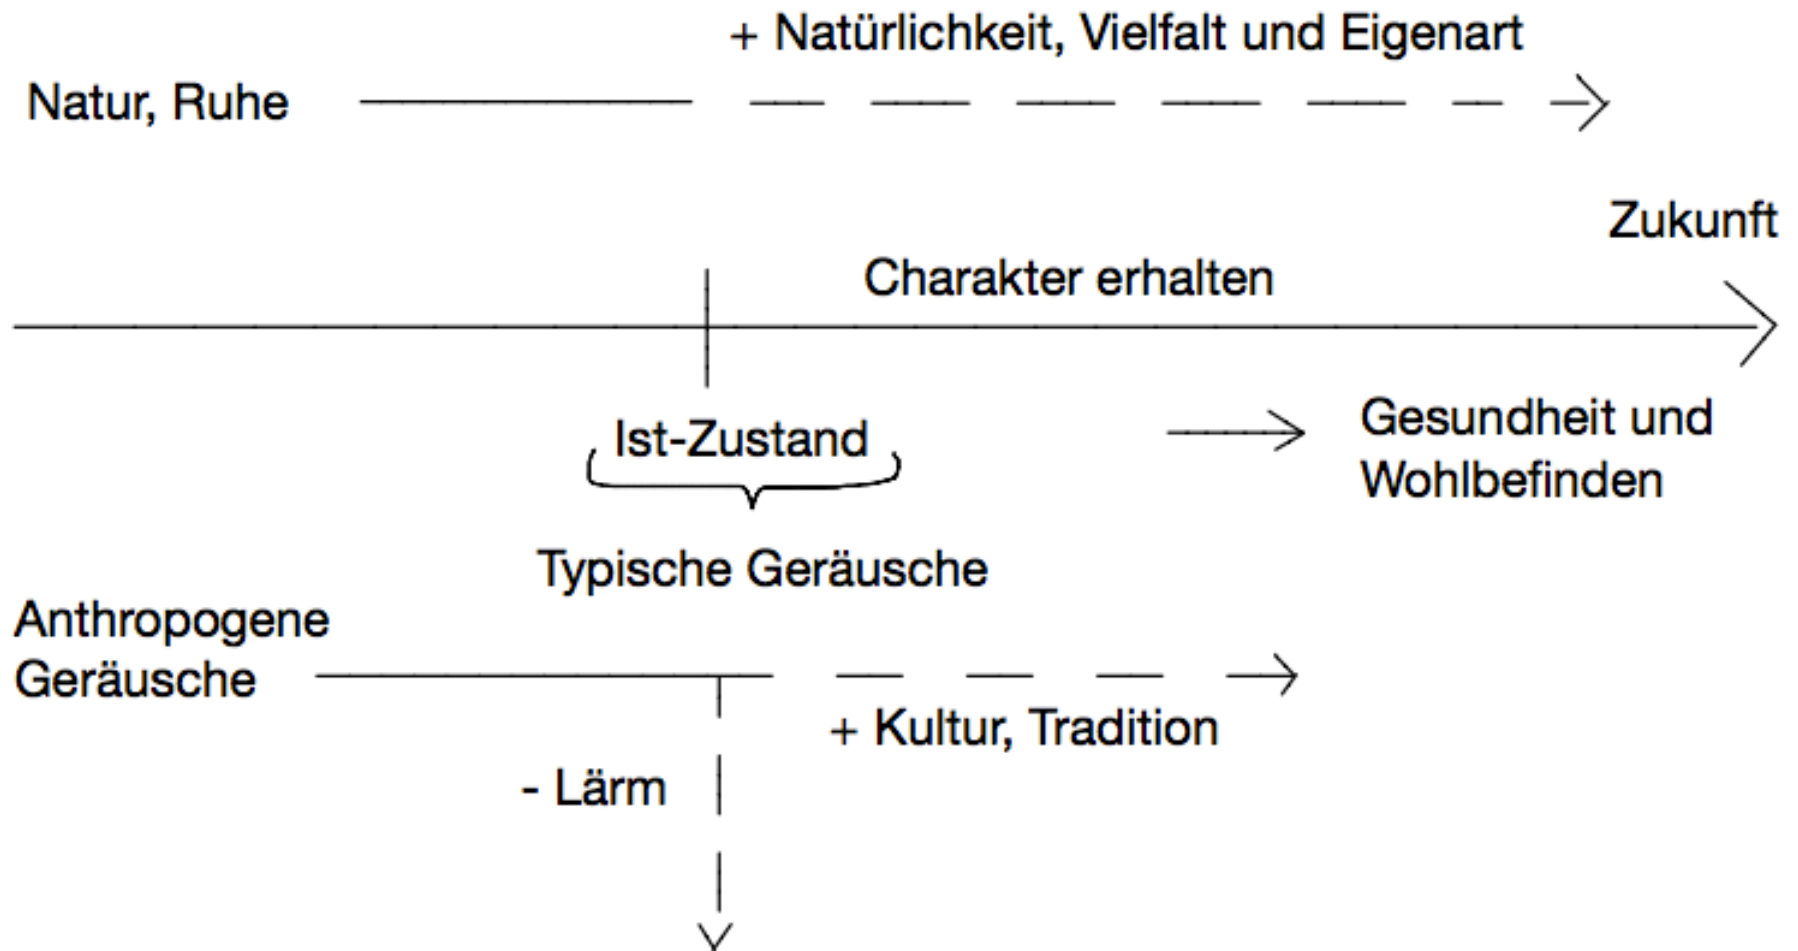 + Natürlichkeit, Vielfalt und Eigenart
Natur, Ruhe
Zukunft
Charakter erhalten
Ist-Zustand
Gesundheit und
Wohlbefinden
Typische Geräusche
Anthropogene
Geräusche
+ Kultur, Tradition
- Lärm